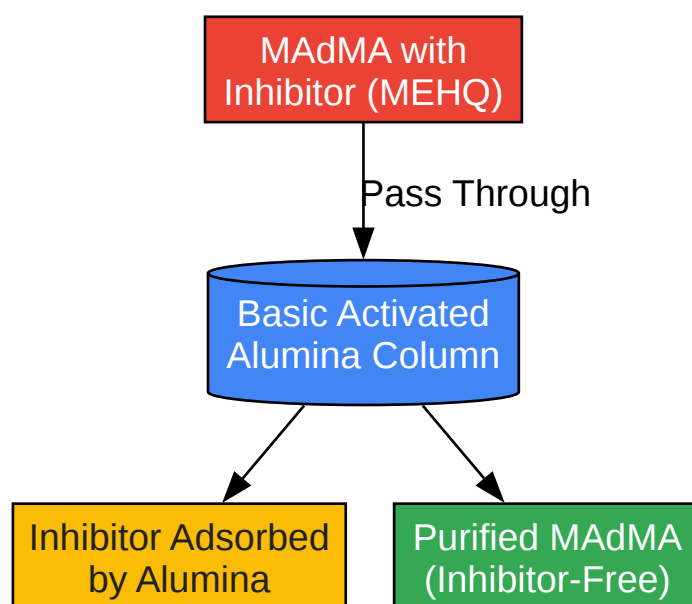 MAdMA with
Inhibitor (MEHQ)
Pass Through
Basic Activated
Alumina Column
Inhibitor Adsorbed
by Alumina
Purified MAdMA
(Inhibitor-Free)